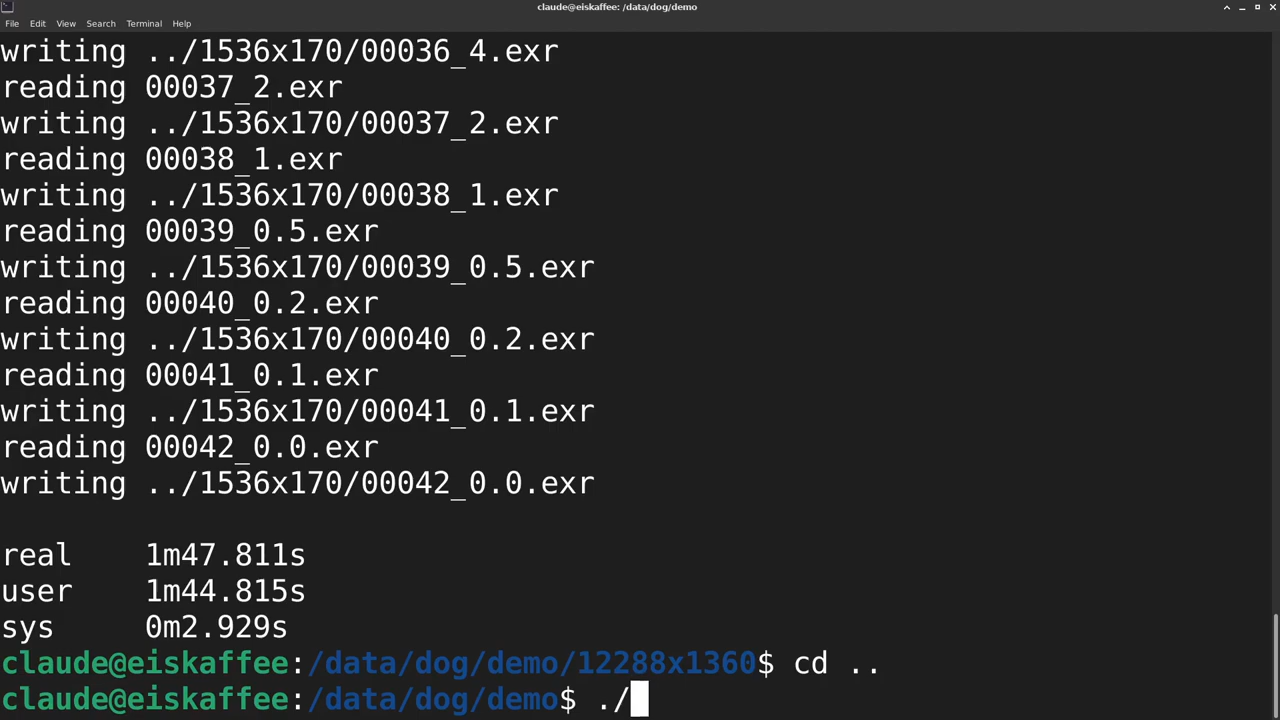 claude@eiskaffee: /data/dog/demo
File Edit View Search Terminal Help
writing ../1536x170/00036_4.exr
reading 00037_2.exr
writing ../1536x170/00037_2.exr
reading 00038_1.exr
writing ../1536x170/00038_1.exr
reading 00039_0.5.exr
writing ../1536x170/00039_0.5.exr
reading 00040_0.2.exr
writing ../1536x170/00040_0.2.exr
reading 00041_0.1.exr
writing ../1536x170/00041_0.1.exr
reading 00042_0.0.exr
writing ../1536x170/00042_0.0.exr
real 1m47.811s
user 1m44.815s
sys 0m2.929s
claude@eiskaffee:/data/dog/demo/12288x1360$ cd ..
claude@eiskaffee:/data/dog/demo$ ./